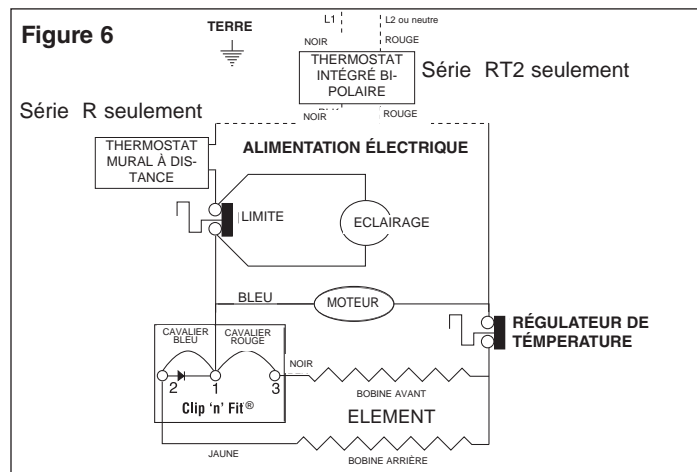 Figure 6
TERRE
L1
L2 ou neutre
NOIR
ROUGE
THERMOSTAT
INTÉGRÉ BI-
POLAIRE
Série RT2 seulement
NOIR
ROUGE
Série R seulement
THERMOSTAT
MURAL À DIS-
TANCE
ALIMENTATION ÉLECTRIQUE
LIMITE
ECLAIRAGE
BLEU
MOTEUR
RÉGULATEUR DE
TÉMPERATURE
CAVALIER
BLEU
CAVALIER
ROUGE
NOIR
2
1
3
BOBINE AVANT
Clip 'n' Fit®
ELEMENT
JAUNE
BOBINE ARRIÈRE